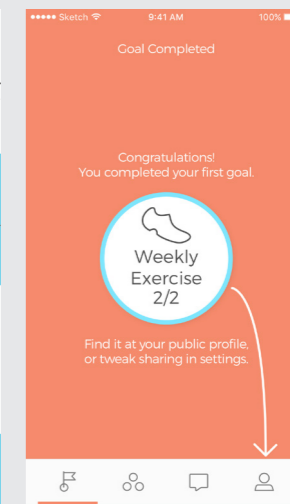 Sketch 9:41 AM 100%
Goal Completed
Congratulations!
You completed your first goal.
Weekly
Exercise
2/2
Find it at your public profile,
or tweak sharing in settings.